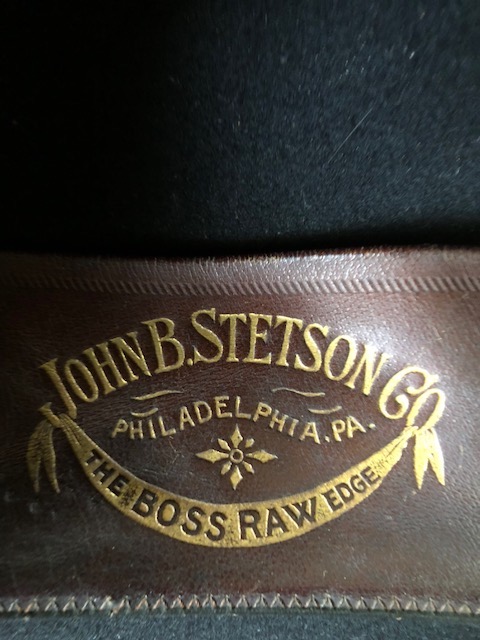 JOHN B. STETSON CO
PHILADELPHIA. PA.
THE BOSS RAW EDGE